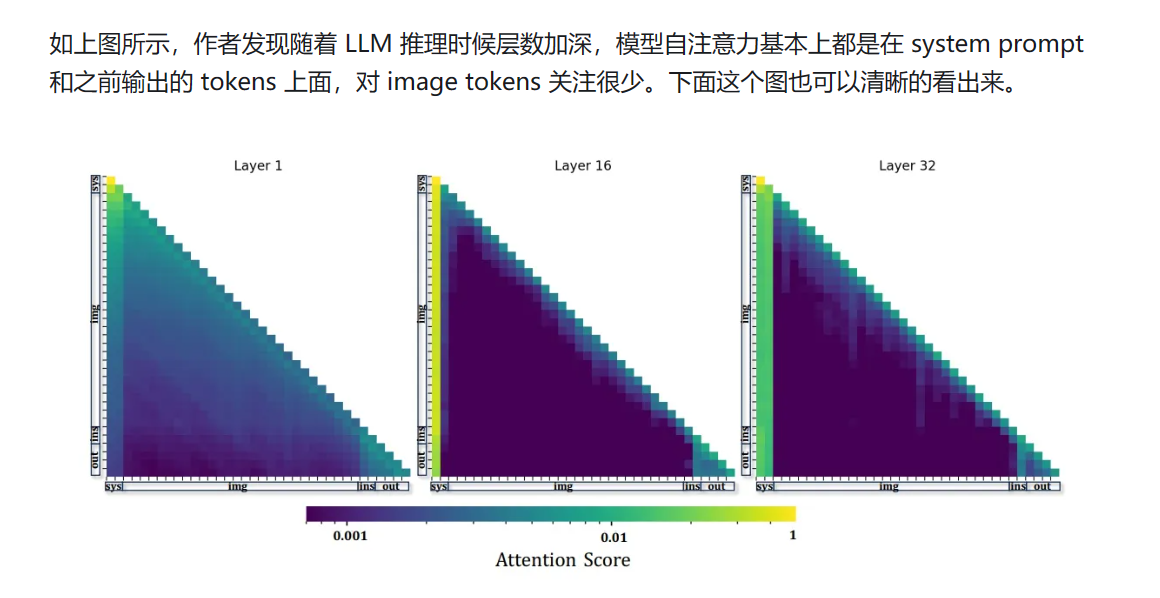 如上图所示，作者发现随着 LLM 推理时候层数加深，模型自注意力基本上都是在 system prompt
和之前输出的 tokens 上面，对 image tokens 关注很少。下面这个图也可以清晰的看出来。
Layer 1
Layer 16
Layer 32
sys
img
ins
out
sys
img
ins
out
sys
img
ins
out
sys img ins out
sys img ins out
sys img ins out
0.001 0.01 1
Attention Score